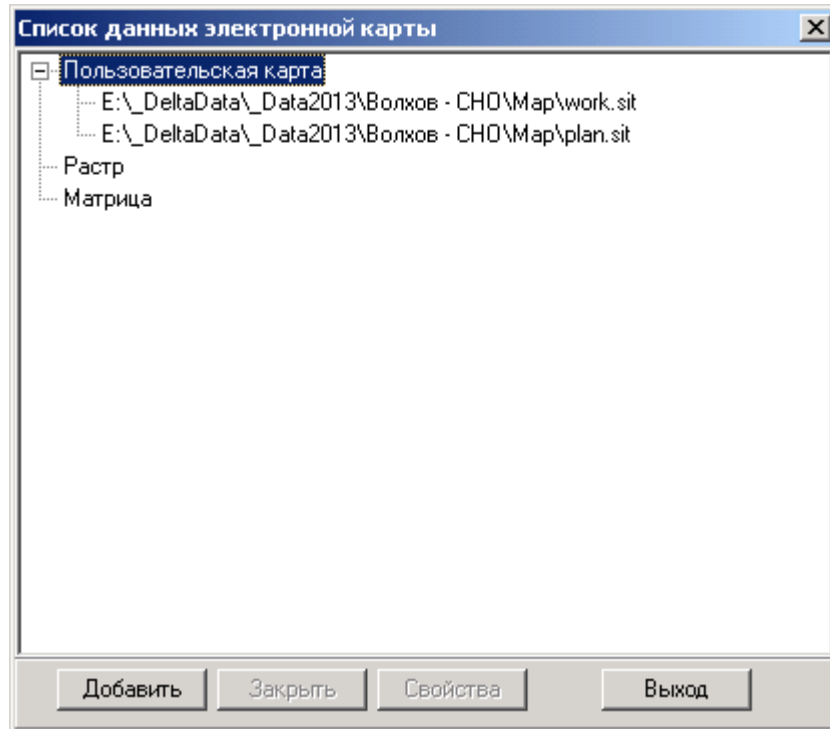 Список данных электронной карты
Пользовательская карта
E:\_DeltaData\_Data2013\Волхов - СНО\Map\work.sit
E:\_DeltaData\_Data2013\Волхов - СНО\Map\plan.sit
Растр
Матрица
Добавить Закрыть Свойства Выход